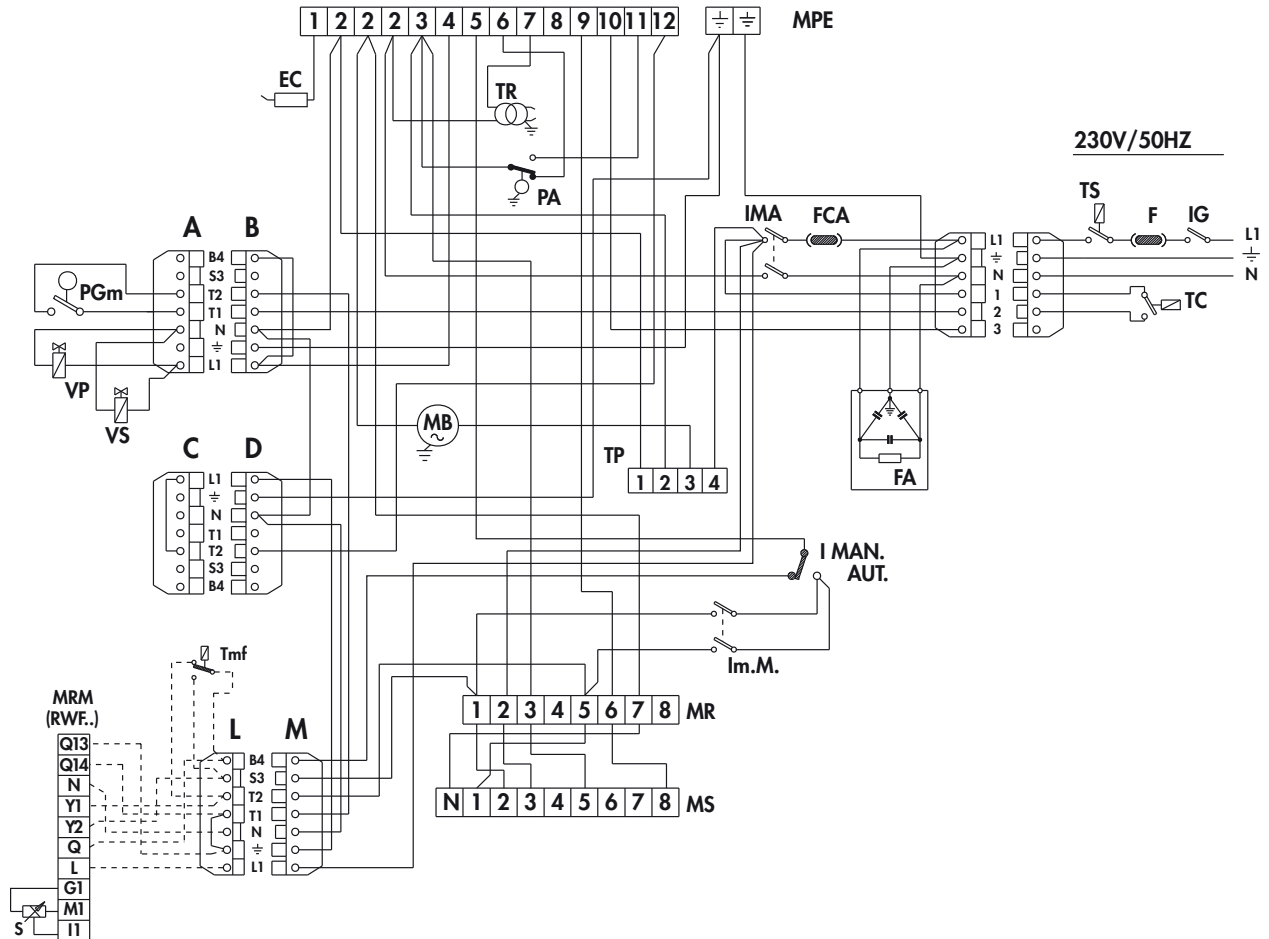 1 2 2 2 3 4 5 6 7 8 9 10 11 12
MPE
EC
TR
PA
230V/50HZ
TS F IG
L1
N
IMA FCA
L1
N
1
2
3
TC
FA
A B
B4
S3
T2
T1
N
L1
PGm
VP
VS
MB
~
TP
1 2 3 4
C D
L1
N
T1
T2
S3
B4
I MAN.
AUT.
Im.M.
Tmf
MRM
(RWF..)
Q13
Q14
N
Y1
Y2
Q
L
G1
M1
I1
S
L M
B4
S3
T2
T1
N
L1
1 2 3 4 5 6 7 8 MR
N 1 2 3 4 5 6 7 8 MS